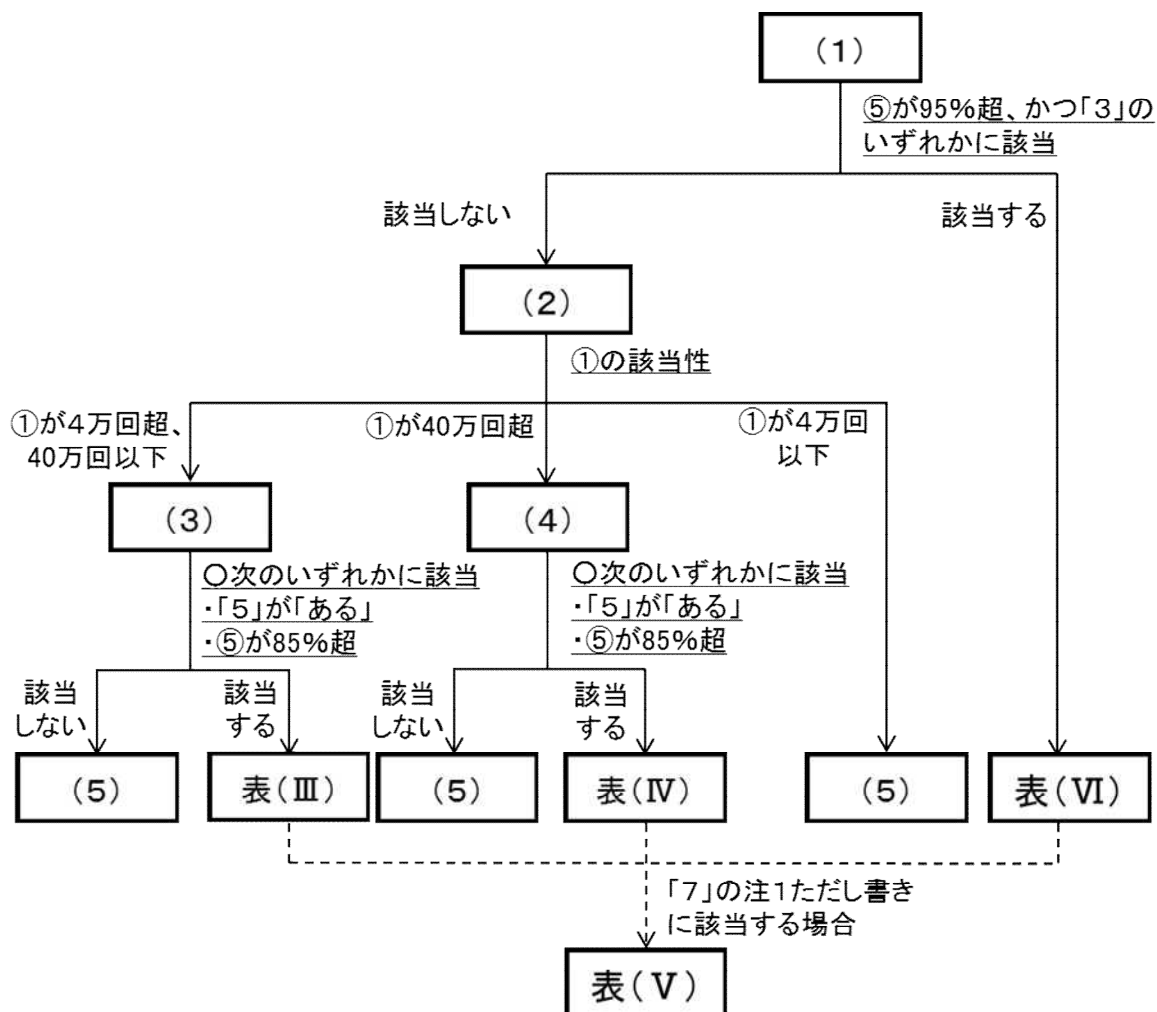 （１）
⑤が95％超、かつ「３」の
いずれかに該当
該当しない
該当する
（２）
①の該当性
①が４万回超、
40万回以下
①が40万回超
①が４万回
以下
（３）
（４）
○次のいずれかに該当
・「５」が「ある」
・⑤が85％超
○次のいずれかに該当
・「５」が「ある」
・⑤が85％超
該当
しない
該当
する
該当
しない
該当
する
（５）
表（Ⅲ）
（５）
表（Ⅳ）
（５）
表（Ⅵ）
「７」の注１ただし書き
に該当する場合
表（Ⅴ）